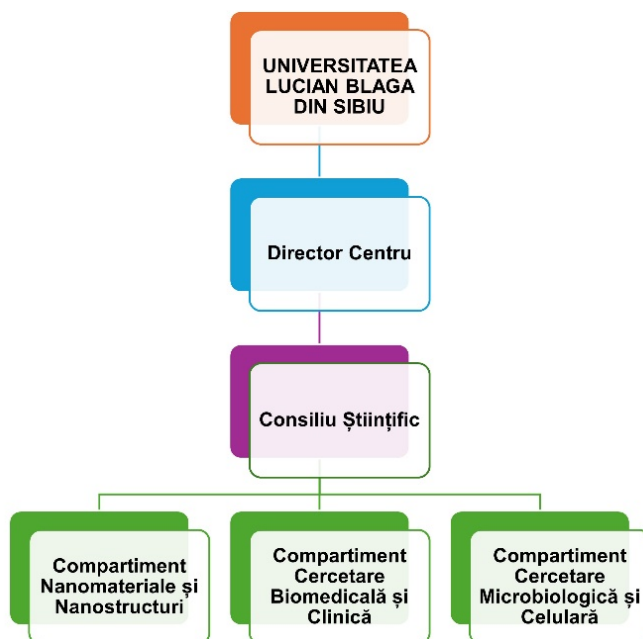 UNIVERSITATEA
LUCIAN BLAGA
DIN SIBIU
Director Centru
Consiliu Științific
Compartiment
Nanomateriale și
Nanostructuri
Compartiment
Cercetare
Biomedicală și
Clinică
Compartiment
Cercetare
Microbiologică și
Celulară